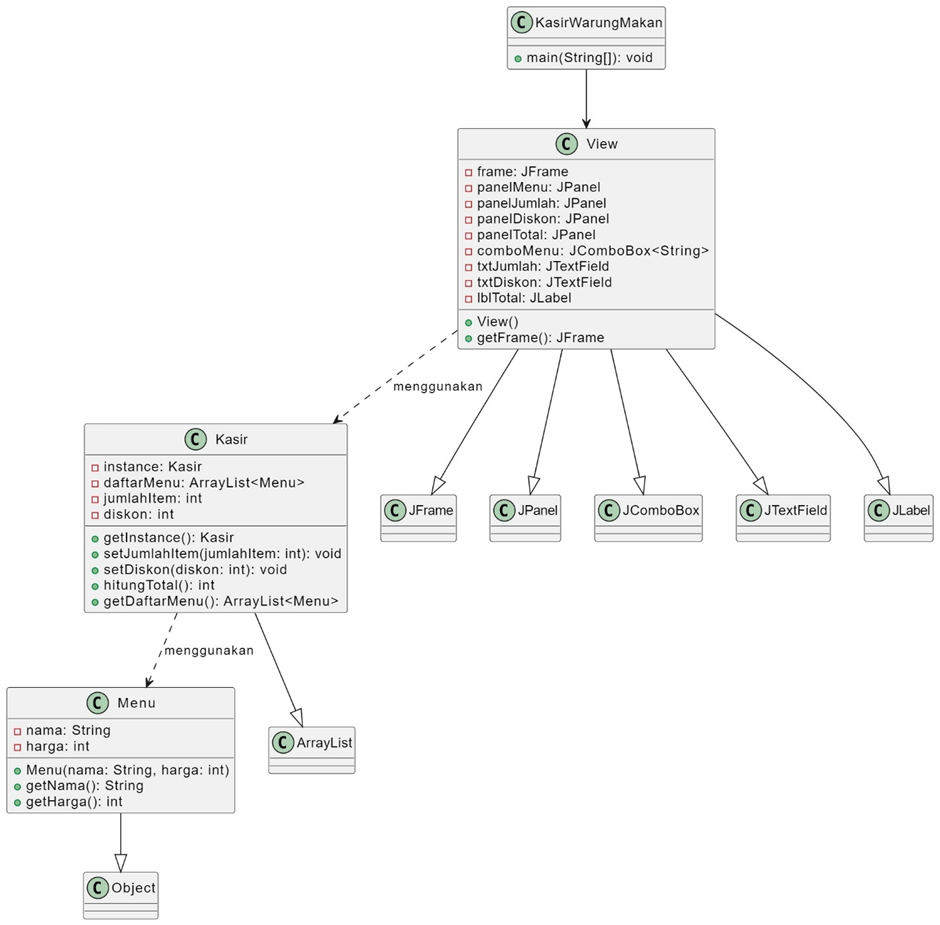 C KasirWarungMakan
main(String[]): void
C View
frame: JFrame
panelMenu: JPanel
panelJumlah: JPanel
panelDiskon: JPanel
panelTotal: JPanel
comboMenu: JComboBox<String>
txtJumlah: JTextField
txtDiskon: JTextField
lblTotal: JLabel
View()
getFrame(): JFrame
menggunakan
C Kasir
instance: Kasir
daftarMenu: ArrayList<Menu>
jumlahItem: int
diskon: int
getInstance(): Kasir
setJumlahItem(jumlahItem: int): void
setDiskon(diskon: int): void
hitungTotal(): int
getDaftarMenu(): ArrayList<Menu>
C JFrame
C JPanel
C JComboBox
C JTextField
C JLabel
menggunakan
C Menu
nama: String
harga: int
Menu(nama: String, harga: int)
getNama(): String
getHarga(): int
C ArrayList
C Object